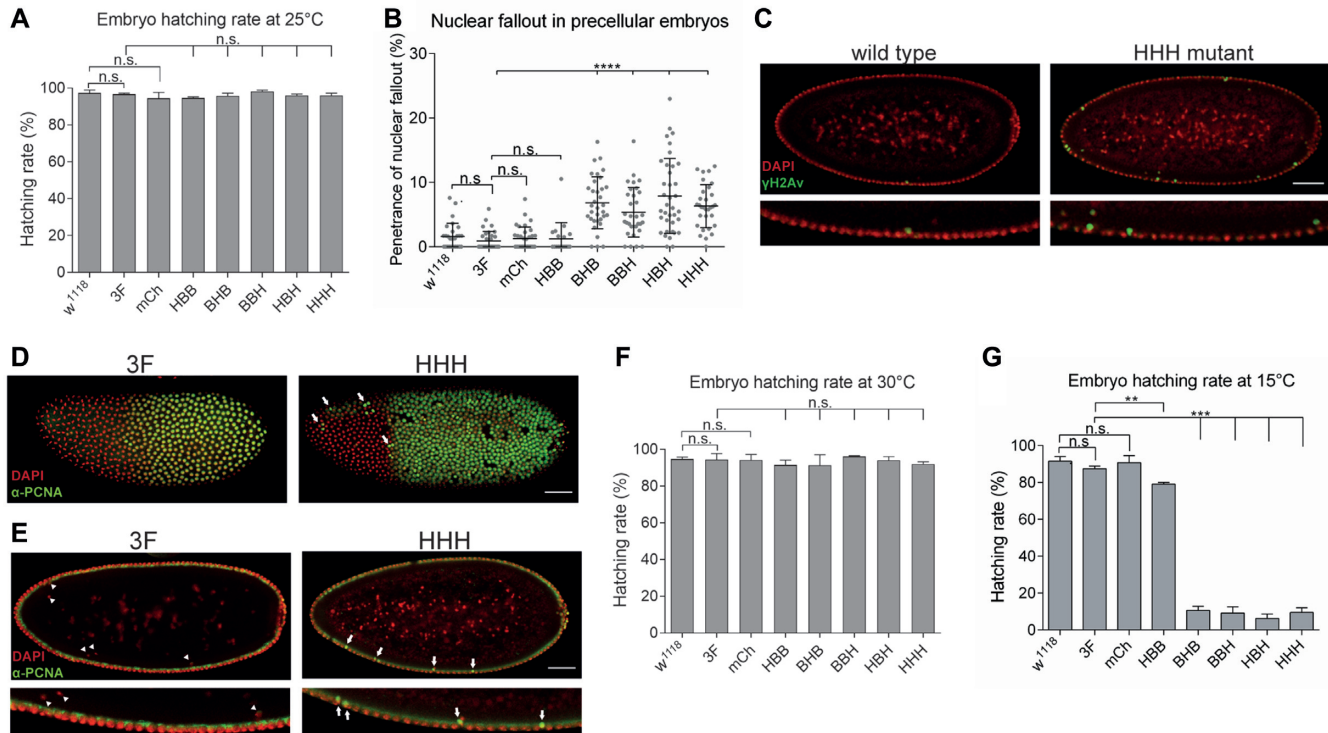 A
Embryo hatching rate at 25°C
n.s.
n.s.
n.s.
Hatching rate (%)
100
80
60
40
20
0
w1118
3F
mCh
HBB
BHB
BBH
HBH
HHH
B
Nuclear fallout in precellular embryos
****
n.s.
n.s.
n.s.
Penetrance of nuclear fallout (%)
30
20
10
0
w1118
3F
mCh
HBB
BHB
BBH
HBH
HHH
C
wild type
HHH mutant
DAPI
γH2Av
D
3F
HHH
DAPI
α-PCNA
E
3F
HHH
DAPI
α-PCNA
F
Embryo hatching rate at 30°C
n.s.
n.s.
n.s.
Hatching rate (%)
100
80
60
40
20
0
w1118
3F
mCh
HBB
BHB
BBH
HBH
HHH
G
Embryo hatching rate at 15°C
**
***
n.s.
n.s
Hatching rate (%)
100
80
60
40
20
0
w1118
3F
mCh
HBB
BHB
BBH
HBH
HHH